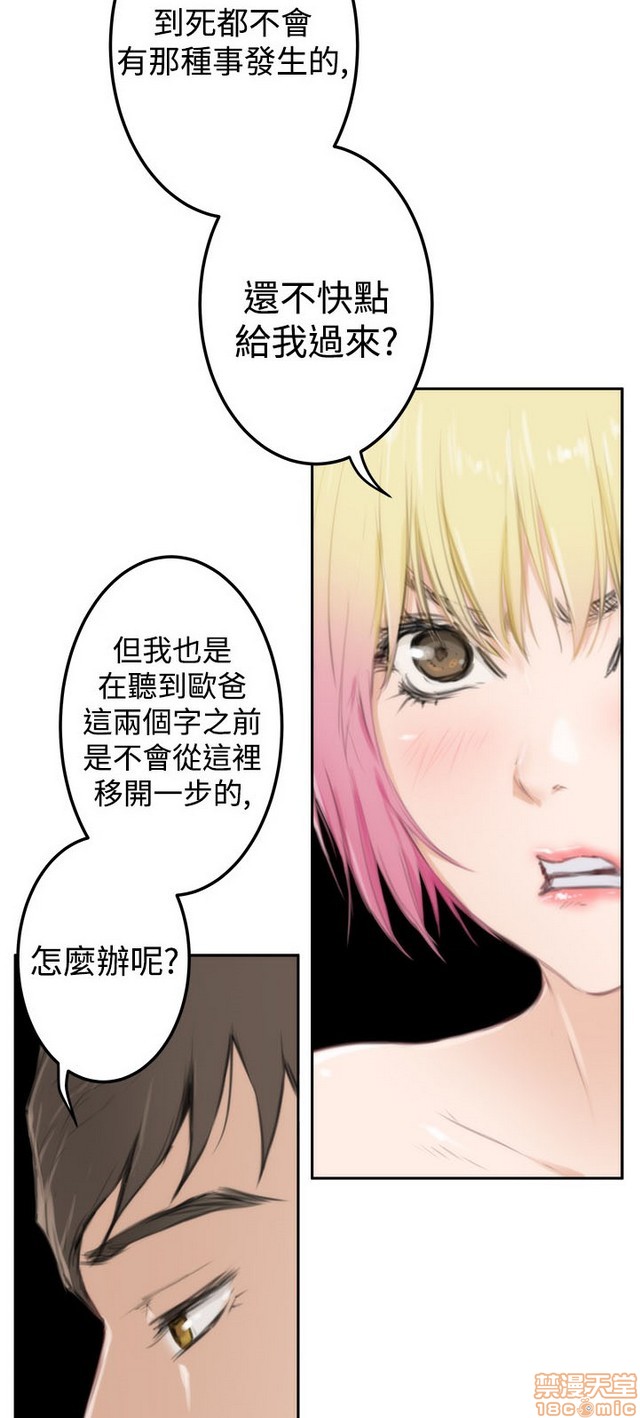 到死都不會
有那種事發生的,
還不快點
給我過來?
但我也是
在聽到歐爸
這兩個字之前
是不會從這裡
移開一步的,
怎麼辦呢?
禁漫天堂
18comic